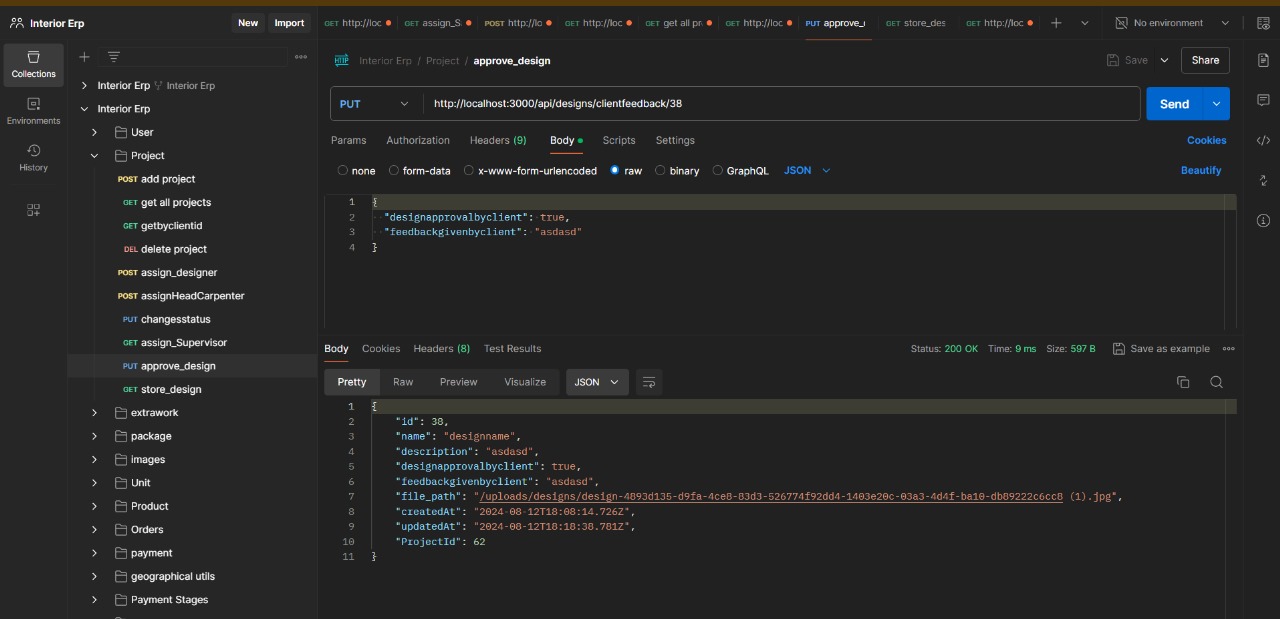 Interior Erp
New
Import
GET http://loc
GET assign_S
POST http://lo
GET http://loc
GET get all pr
GET http://loc
PUT approve_
GET store_des
GET http://loc
No environment
Collections
Environments
History
Interior Erp Interior Erp
Interior Erp
User
Project
POST add project
GET get all projects
GET getbyclientid
DEL delete project
POST assign_designer
POST assignHeadCarpenter
PUT changesstatus
GET assign_Supervisor
PUT approve_design
GET store_design
extrawork
package
images
Unit
Product
Orders
payment
geographical utils
Payment Stages
HTTP Interior Erp / Project / approve_design
Save
Share
PUT http://localhost:3000/api/designs/clientfeedback/38
Send
Params Authorization Headers (9) Body Scripts Settings
Cookies
none form-data x-www-form-urlencoded raw binary GraphQL JSON
Beautify
1 {
2 "designapprovalbyclient": true,
3 "feedbackgivenbyclient": "asdasd"
4 }
Body Cookies Headers (8) Test Results
Status: 200 OK Time: 9 ms Size: 597 B Save as example
Pretty Raw Preview Visualize JSON
1 {
2 "id": 38,
3 "name": "designname",
4 "description": "asdasd",
5 "designapprovalbyclient": true,
6 "feedbackgivenbyclient": "asdasd",
7 "file_path": "/uploads/designs/design-4893d135-d9fa-4ce8-83d3-526774f92dd4-1403e20c-03a3-4d4f-ba10-db89222c6cc8 (1).jpg",
8 "createdAt": "2024-08-12T18:08:14.726Z",
9 "updatedAt": "2024-08-12T18:18:38.781Z",
10 "ProjectId": 62
11 }